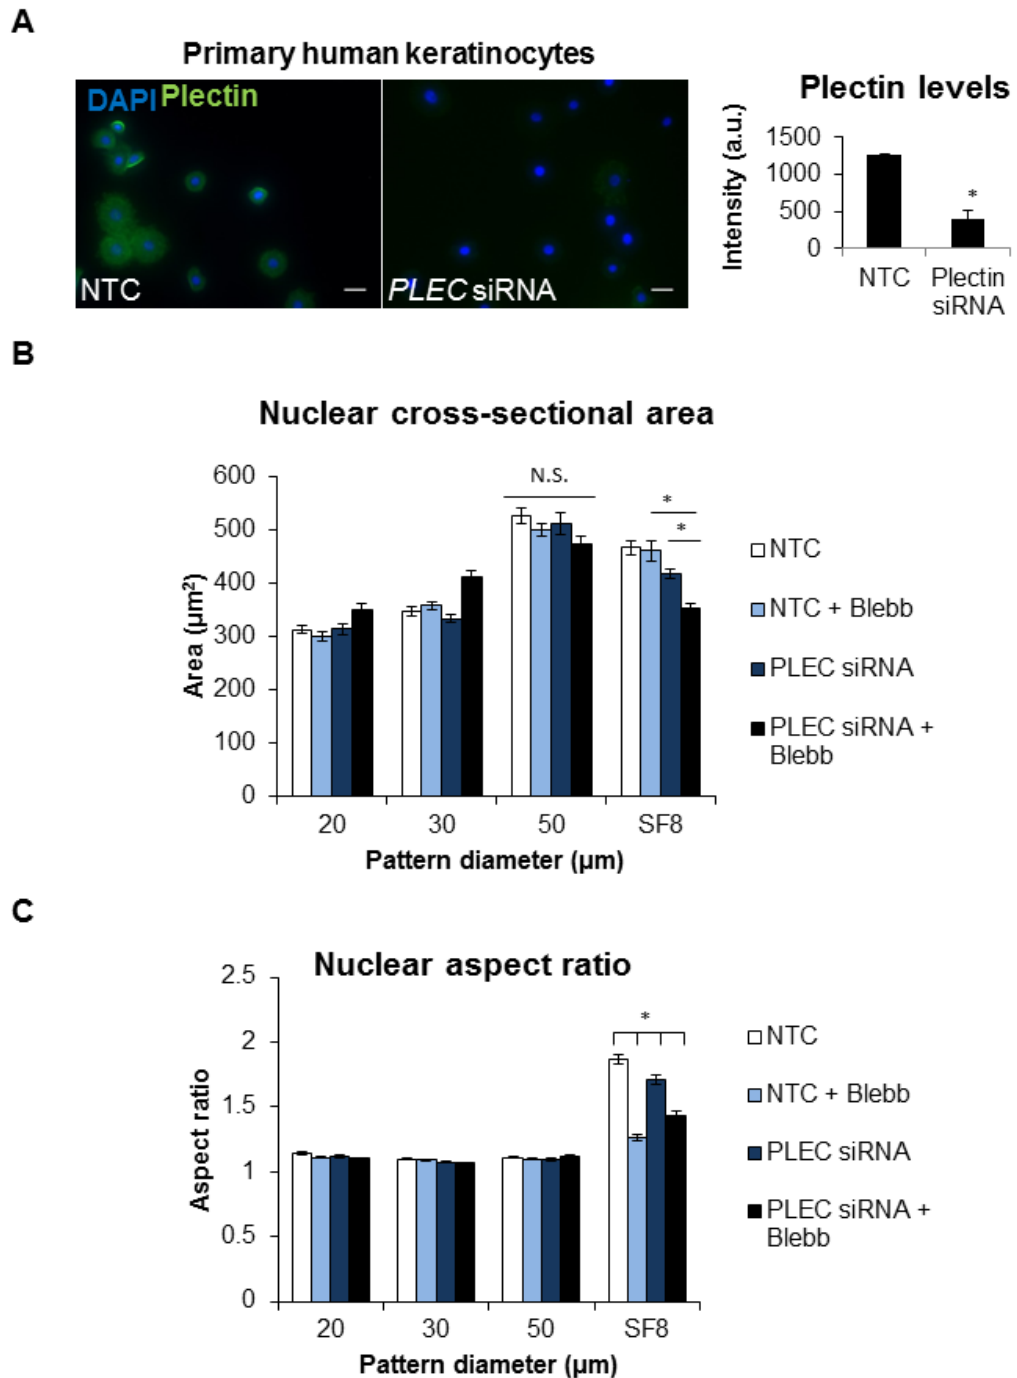 A
Primary human keratinocytes
DAPI Plectin
NTC
PLEC siRNA
Plectin levels
Intensity (a.u.)
1500
1000
500
0
*
NTC
Plectin
siRNA
B
Nuclear cross-sectional area
Area (µm²)
600
500
400
300
200
100
0
N.S.
*
*
20
30
50
SF8
Pattern diameter (µm)
NTC
NTC + Blebb
PLEC siRNA
PLEC siRNA +
Blebb
C
Nuclear aspect ratio
Aspect ratio
2.5
2
1.5
1
0.5
0
*
20
30
50
SF8
Pattern diameter (µm)
NTC
NTC + Blebb
PLEC siRNA
PLEC siRNA +
Blebb